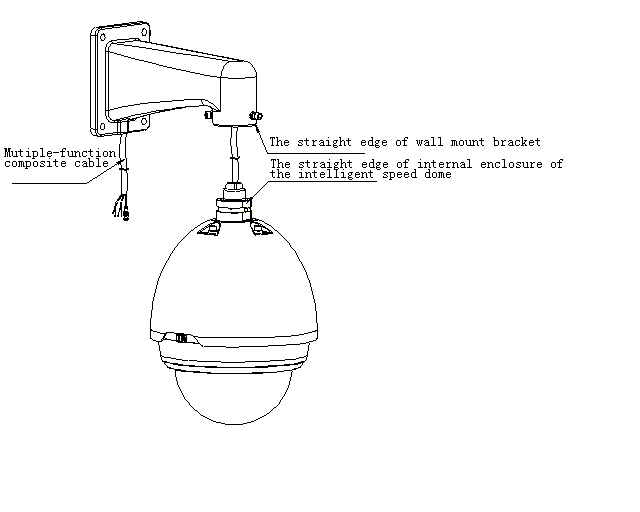 The straight edge of wall mount bracket
Mutiple-function
composite cable
The straight edge of internal enclosure of
the intelligent speed dome